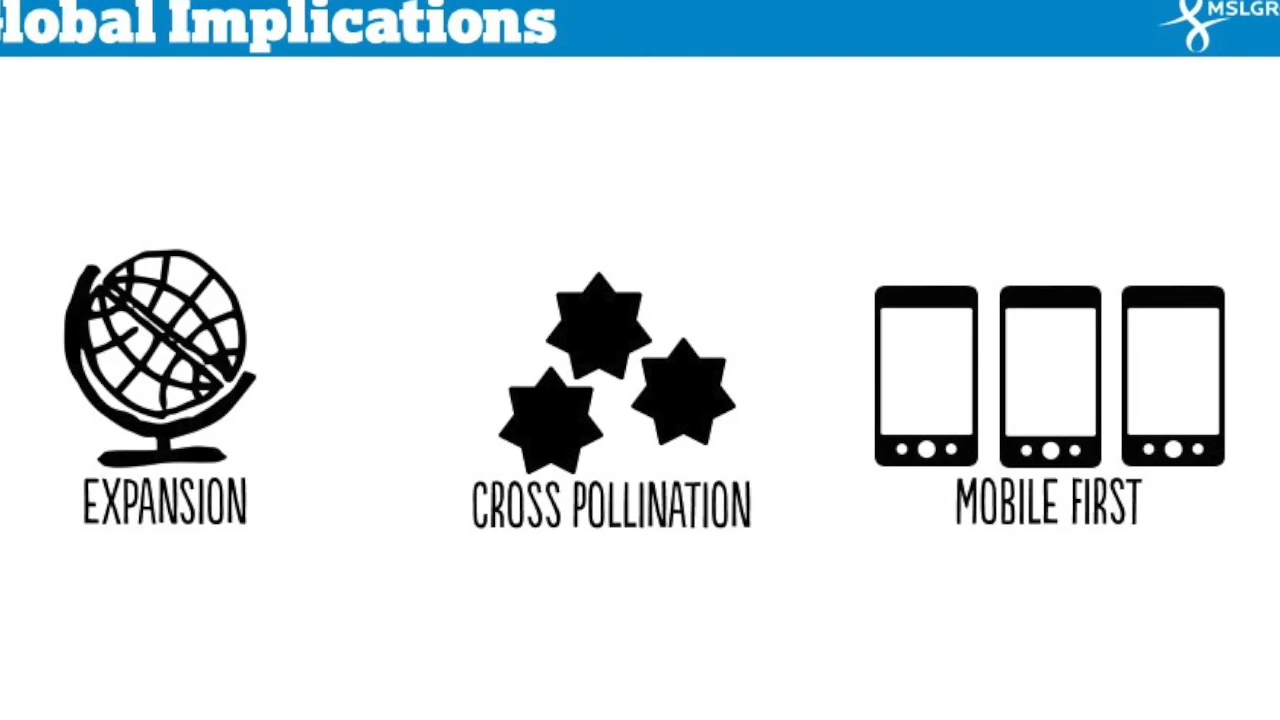 lobal Implications
MSLGR
EXPANSION
CROSS POLLINATION
MOBILE FIRST